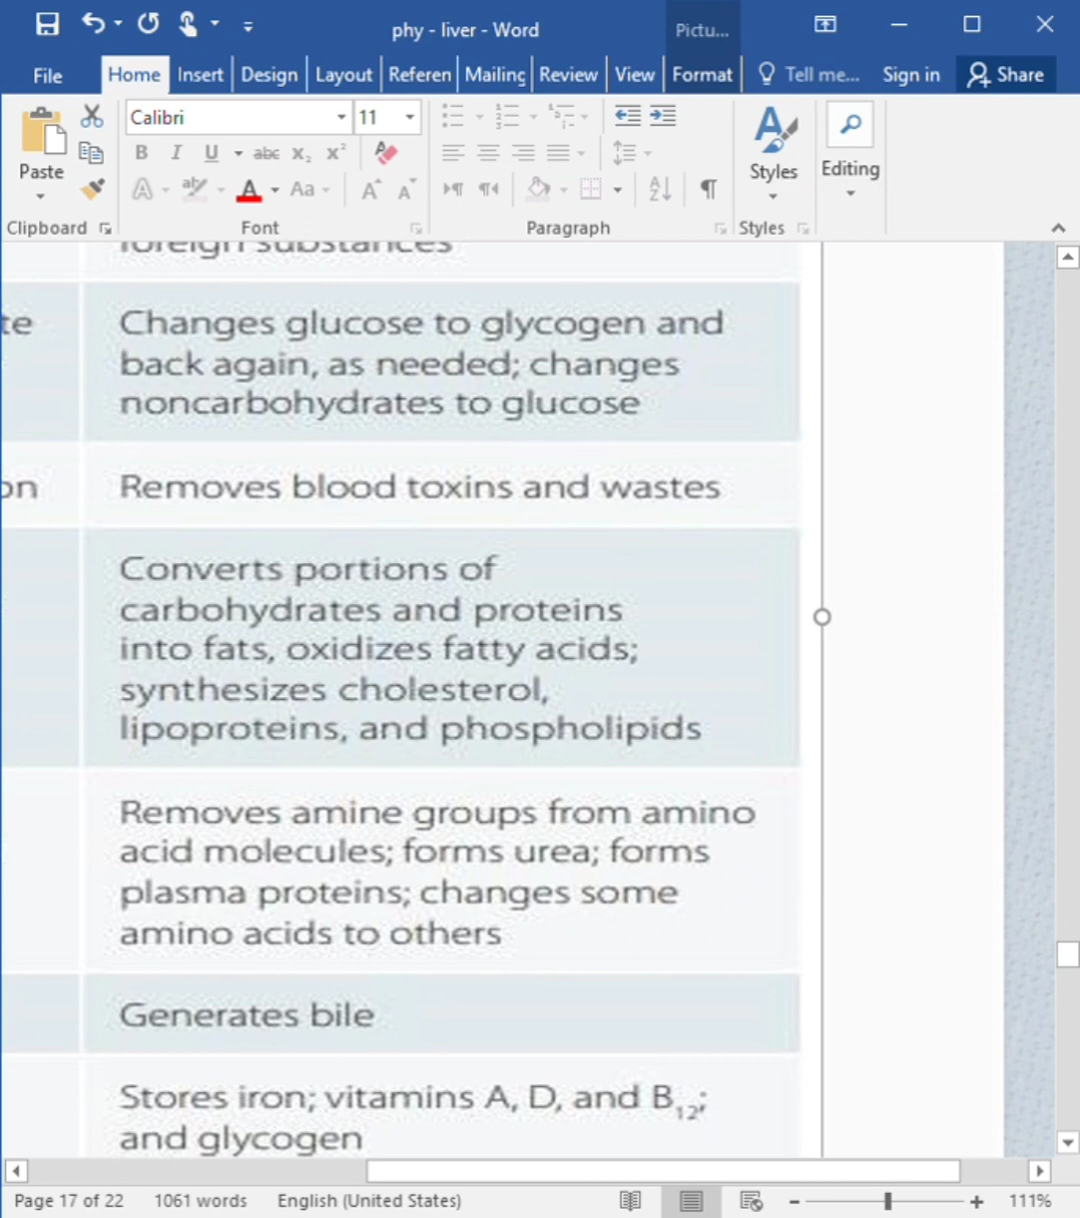 phy - liver - Word
Pictu...
File Home Insert Design Layout Referen Mailing Review View Format Tell me... Sign in Share
Calibri 11
Paste
Styles
Editing
Clipboard Font Paragraph Styles
foreign substances
te
Changes glucose to glycogen and
back again, as needed; changes
noncarbohydrates to glucose
on
Removes blood toxins and wastes
Converts portions of
carbohydrates and proteins
into fats, oxidizes fatty acids;
synthesizes cholesterol,
lipoproteins, and phospholipids
Removes amine groups from amino
acid molecules; forms urea; forms
plasma proteins; changes some
amino acids to others
Generates bile
Stores iron; vitamins A, D, and B₁₂;
and glycogen
Page 17 of 22 1061 words English (United States) 111%